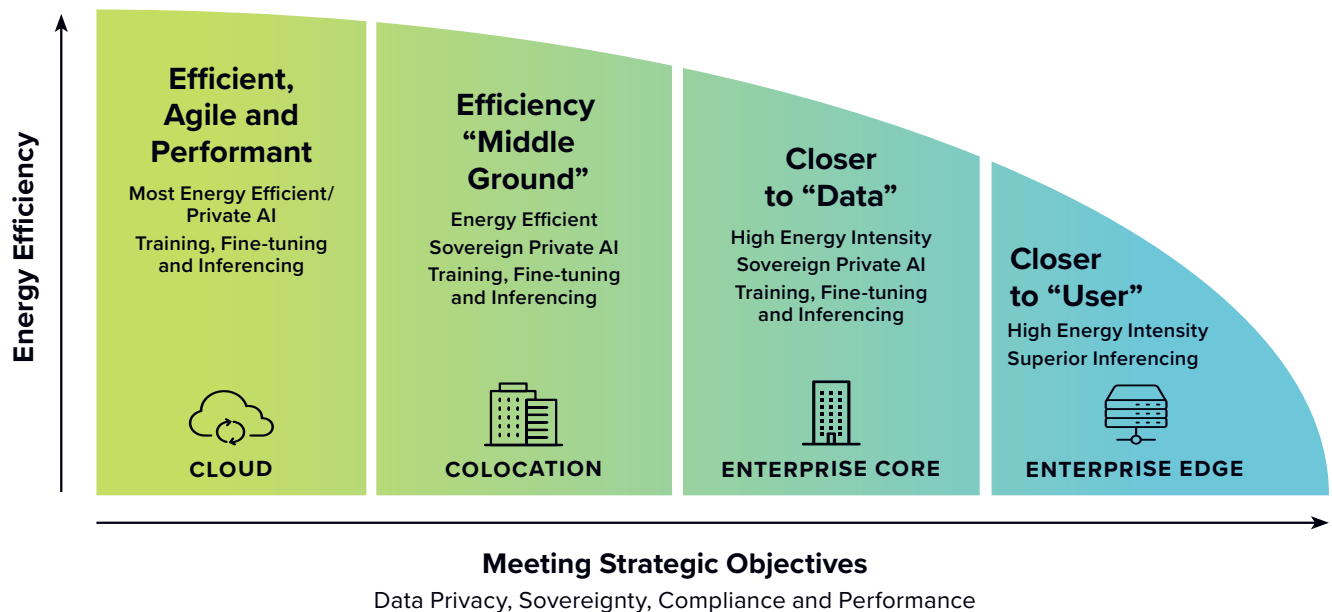 Energy Efficiency
Efficient,
Agile and
Performant
Most Energy Efficient/
Private AI
Training, Fine-tuning
and Inferencing
CLOUD
Efficiency
“Middle
Ground”
Energy Efficient
Sovereign Private AI
Training, Fine-tuning
and Inferencing
COLOCATION
Closer
to “Data”
High Energy Intensity
Sovereign Private AI
Training, Fine-tuning
and Inferencing
ENTERPRISE CORE
Closer
to “User”
High Energy Intensity
Superior Inferencing
ENTERPRISE EDGE
Meeting Strategic Objectives
Data Privacy, Sovereignty, Compliance and Performance